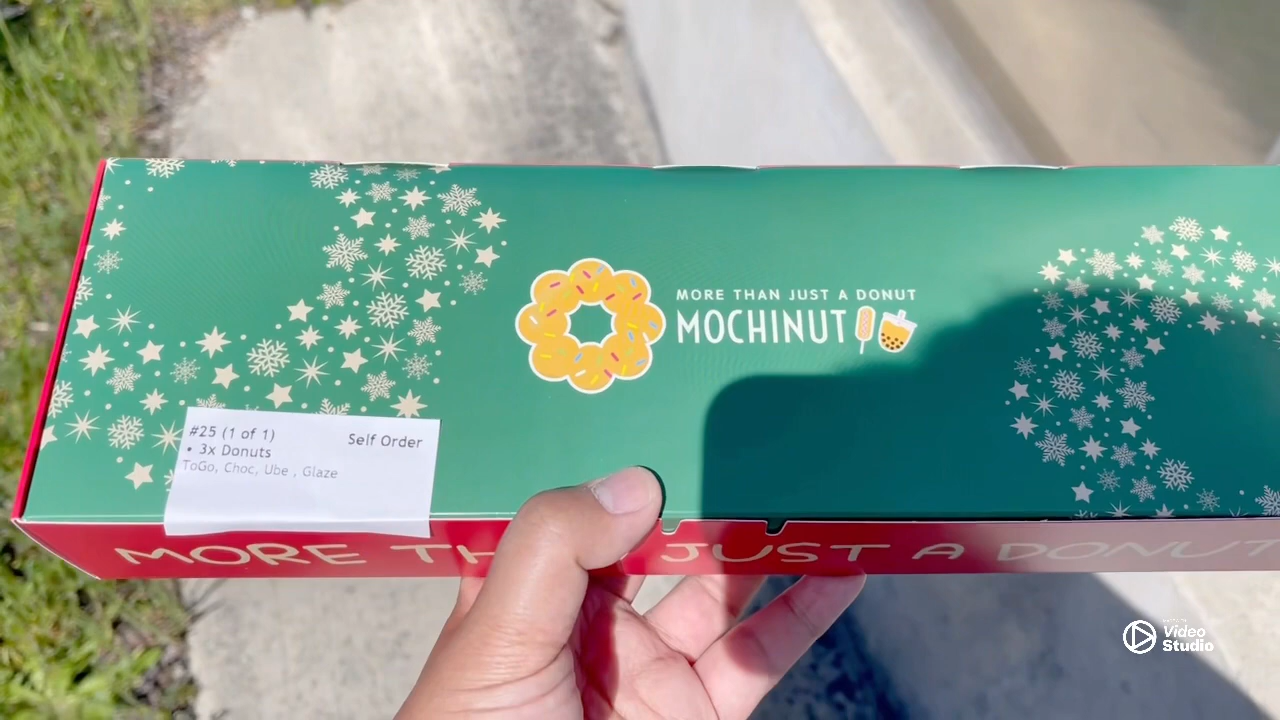 MORE THAN JUST A DONUT
MOCHINUT
#25 (1 of 1)
Self Order
• 3x Donuts
ToGo, Choc, Ube , Glaze
MORE TH JUST A DONUT
Video
Studio